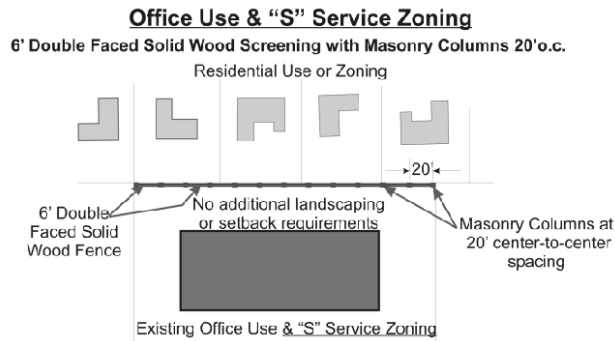 Office Use & “S” Service Zoning
6’ Double Faced Solid Wood Screening with Masonry Columns 20'o.c.
Residential Use or Zoning
20'
6’ Double
Faced Solid
Wood Fence
No additional landscaping
or setback requirements
Masonry Columns at
20’ center-to-center
spacing
Existing Office Use & “S” Service Zoning